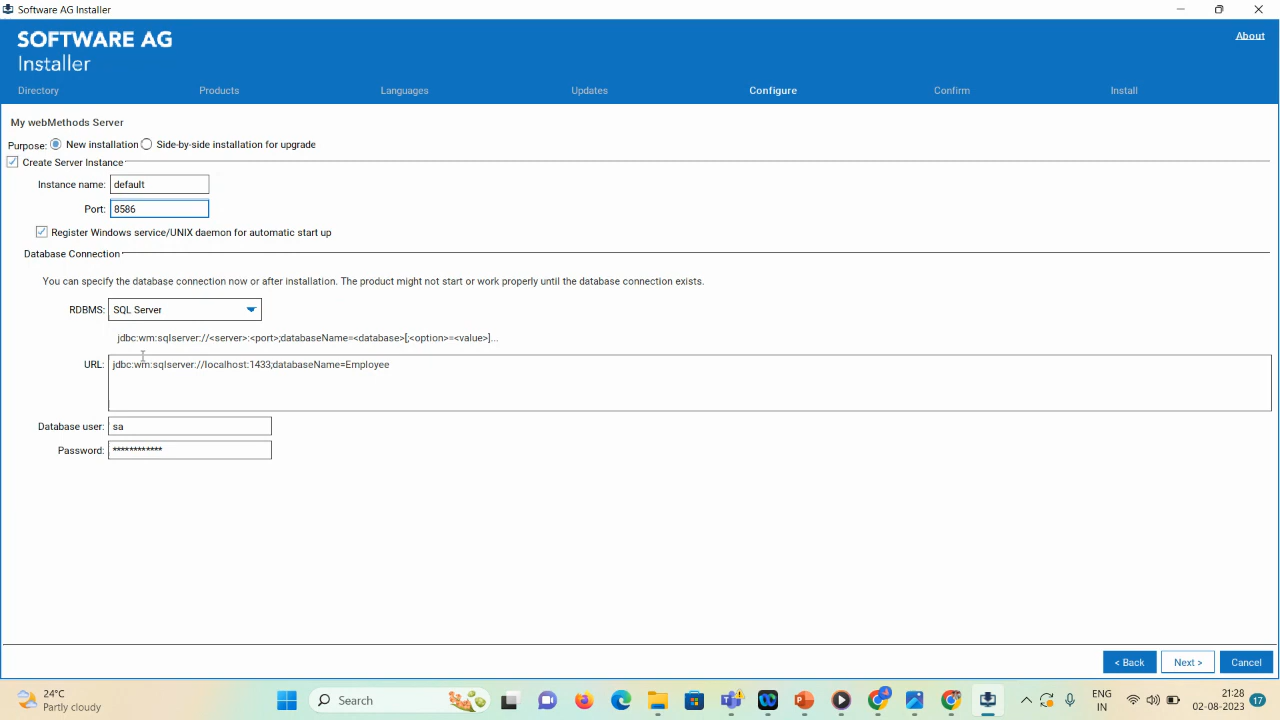 Software AG Installer
SOFTWARE AG
Installer
About
Directory Products Languages Updates Configure Confirm Install
My webMethods Server
Purpose: New installation Side-by-side installation for upgrade
Create Server Instance
Instance name: default
Port: 8586
Register Windows service/UNIX daemon for automatic start up
Database Connection
You can specify the database connection now or after installation. The product might not start or work properly until the database connection exists.
RDBMS: SQL Server
jdbc:wm:sqlserver://<server>:<port>;databaseName=<database>[;<option>=<value>]...
URL: jdbc:wm:sqlserver://localhost:1433;databaseName=Employee
Database user: sa
Password: ************
< Back Next > Cancel
24°C
Partly cloudy
Search
ENG
IN
21:28
02-08-2023
17